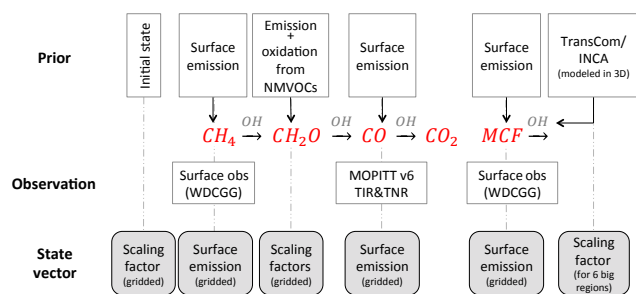 Prior
Initial state
Surface
emission
Emission
+
oxidation
from
NMVOCs
Surface
emission
Surface
emission
TransCom/
INCA
(modeled in 3D)
CH4 OH CH2O OH CO OH CO2 MCF OH
Observation
Surface obs
(WDCGG)
MOPITT v6
TIR&TNR
Surface obs
(WDCGG)
State
vector
Scaling
factor
(gridded)
Surface
emission
(gridded)
Scaling
factors
(gridded)
Surface
emission
(gridded)
Surface
emission
(gridded)
Scaling
factor
(for 6 big
regions)